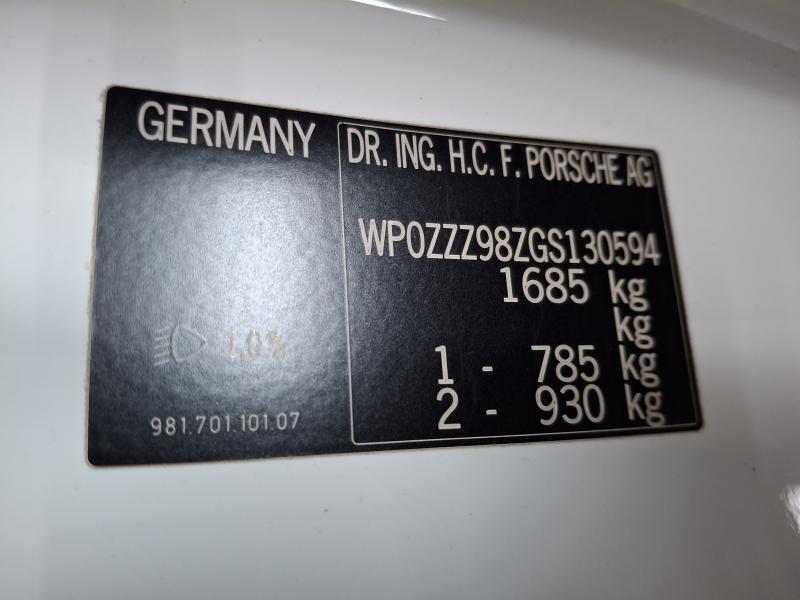 GERMANY
DR. ING. H.C. F. PORSCHE AG
WP0ZZZ98ZGS130594
1685 kg
kg
1 - 785 kg
2 - 930 kg
1.0%
981.701.101.07